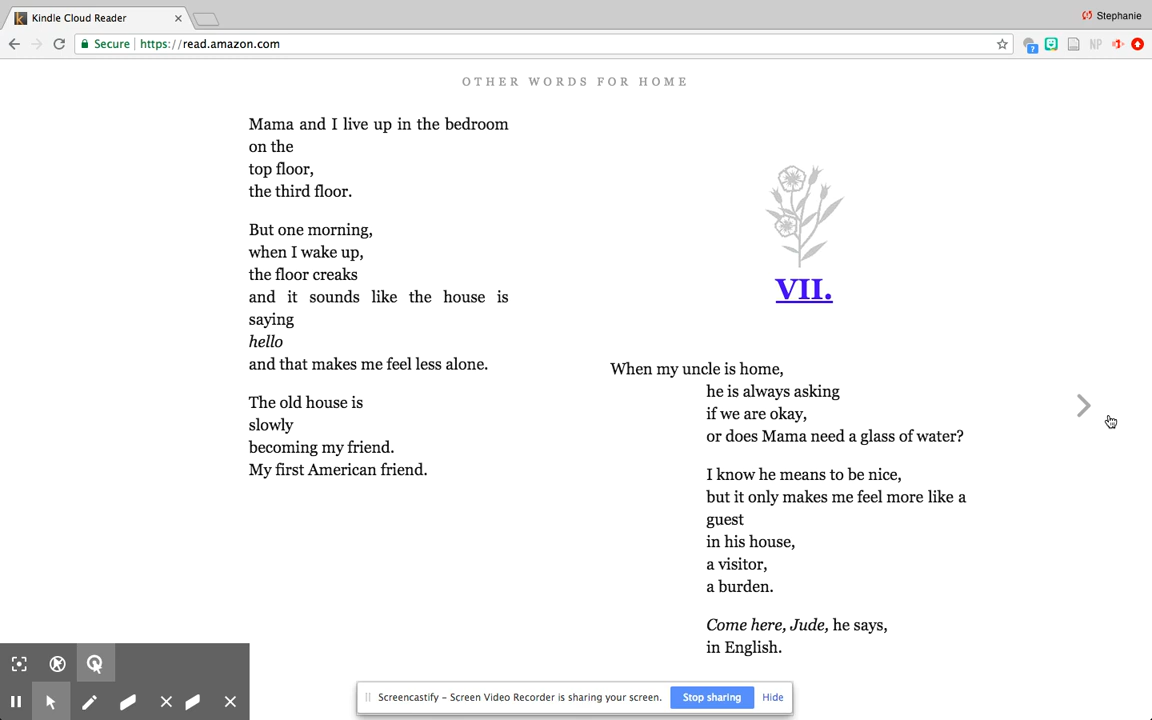 Kindle Cloud Reader
Stephanie
Secure
https://read.amazon.com
7
NP
OTHER WORDS FOR HOME
Mama and I live up in the bedroom
on the
top floor,
the third floor.
But one morning,
when I wake up,
the floor creaks
and it sounds like the house is
saying
hello
and that makes me feel less alone.
The old house is
slowly
becoming my friend.
My first American friend.
VII.
When my uncle is home,
he is always asking
if we are okay,
or does Mama need a glass of water?
I know he means to be nice,
but it only makes me feel more like a
guest
in his house,
a visitor,
a burden.
Come here, Jude, he says,
in English.
Screencastify – Screen Video Recorder is sharing your screen.
Stop sharing
Hide